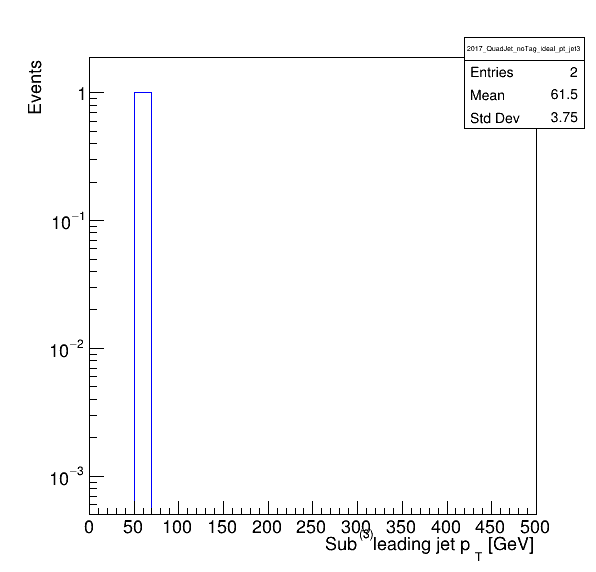 2017_QuadJet_noTag_ideal_pt_jet3
Entries 2
Mean 61.5
Std Dev 3.75
Events
1
10−1
10−2
10−3
0 50 100 150 200 250 300 350 400 450 500
Sub(3)leading jet pT [GeV]